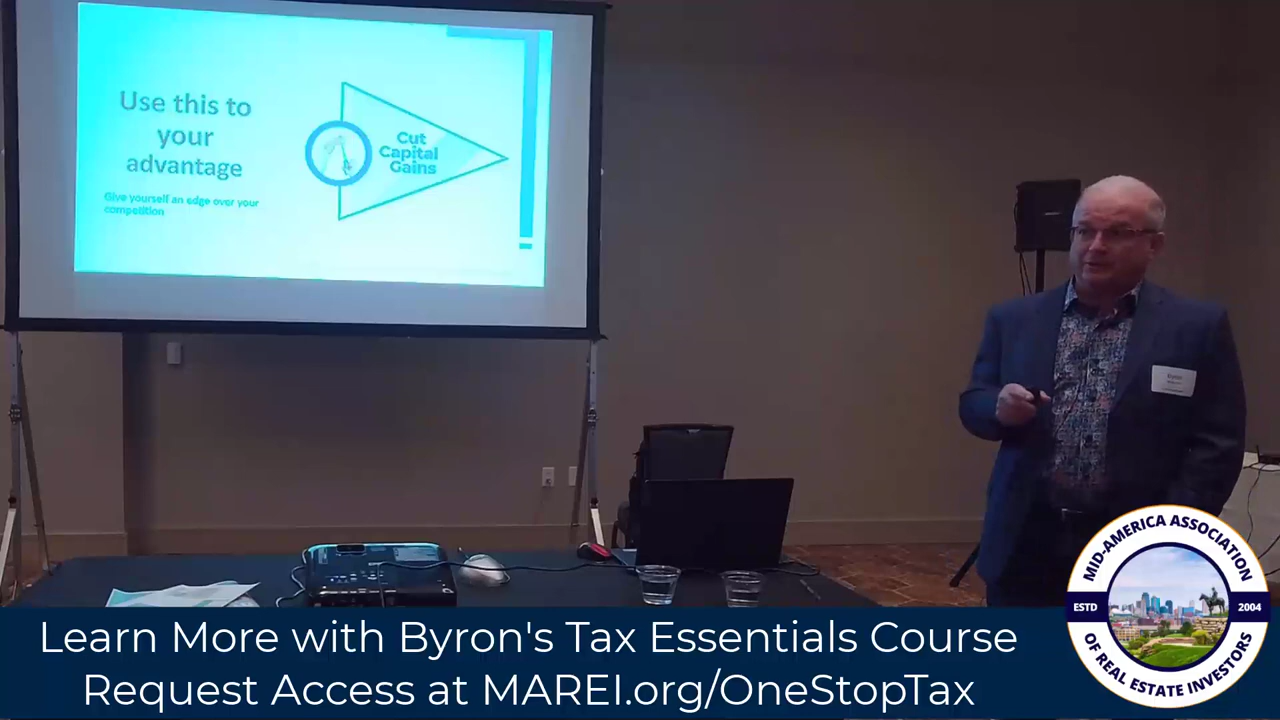 Use this to
your
advantage
Give yourself an edge over your
competition
Cut
Capital
Gains
Learn More with Byron's Tax Essentials Course
Request Access at MAREI.org/OneStopTax
MID-AMERICA ASSOCIATION
ESTD
2004
OF REAL ESTATE INVESTORS